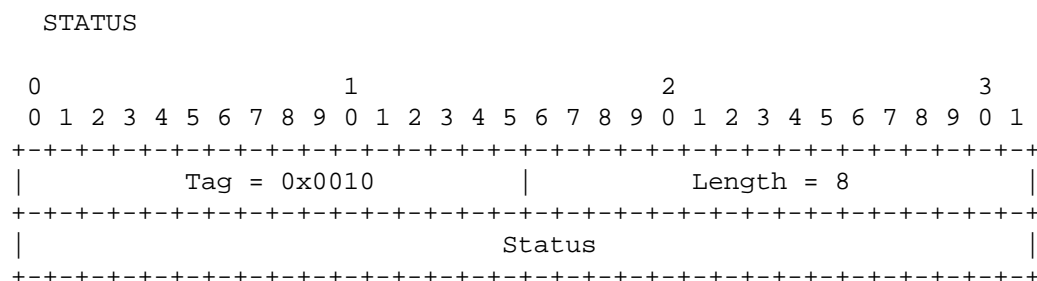 STATUS
0                   1                   2                   3
0 1 2 3 4 5 6 7 8 9 0 1 2 3 4 5 6 7 8 9 0 1 2 3 4 5 6 7 8 9 0 1
+-+-+-+-+-+-+-+-+-+-+-+-+-+-+-+-+-+-+-+-+-+-+-+-+-+-+-+-+-+-+-+-+
|          Tag = 0x0010         |          Length = 8           |
+-+-+-+-+-+-+-+-+-+-+-+-+-+-+-+-+-+-+-+-+-+-+-+-+-+-+-+-+-+-+-+-+
|                              Status                           |
+-+-+-+-+-+-+-+-+-+-+-+-+-+-+-+-+-+-+-+-+-+-+-+-+-+-+-+-+-+-+-+-+